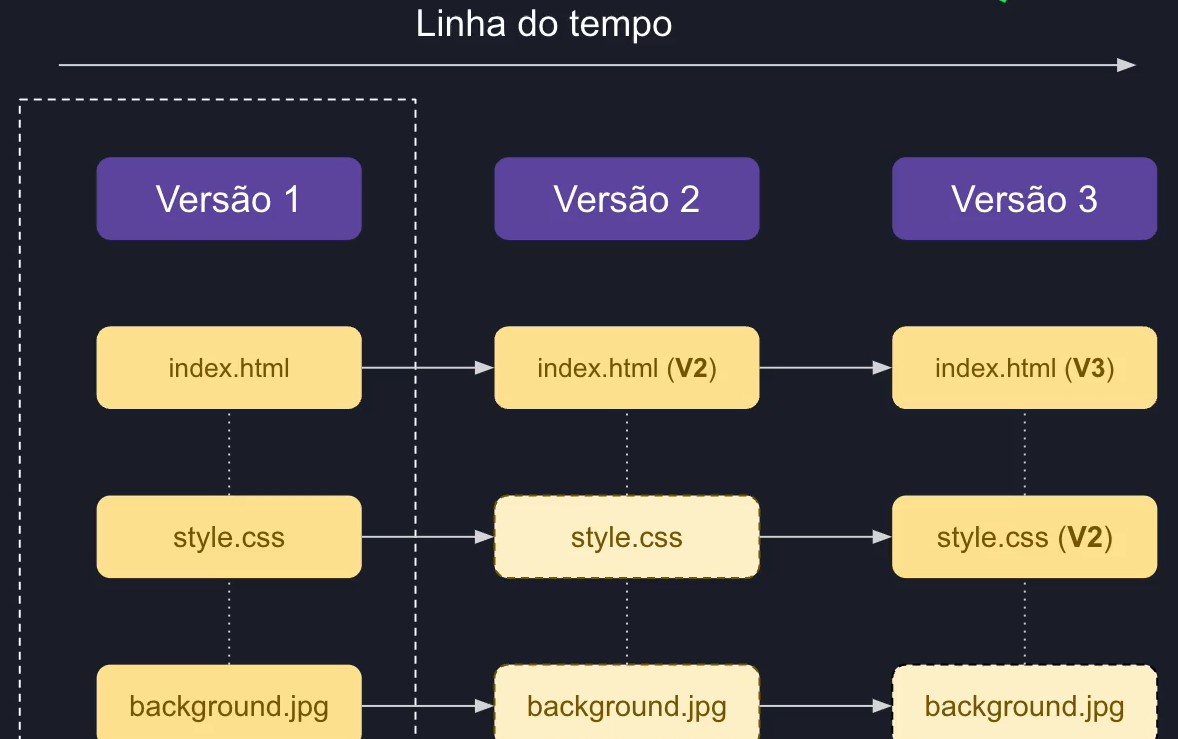 Linha do tempo
Versão 1
Versão 2
Versão 3
index.html
index.html (V2)
index.html (V3)
style.css
style.css
style.css (V2)
background.jpg
background.jpg
background.jpg